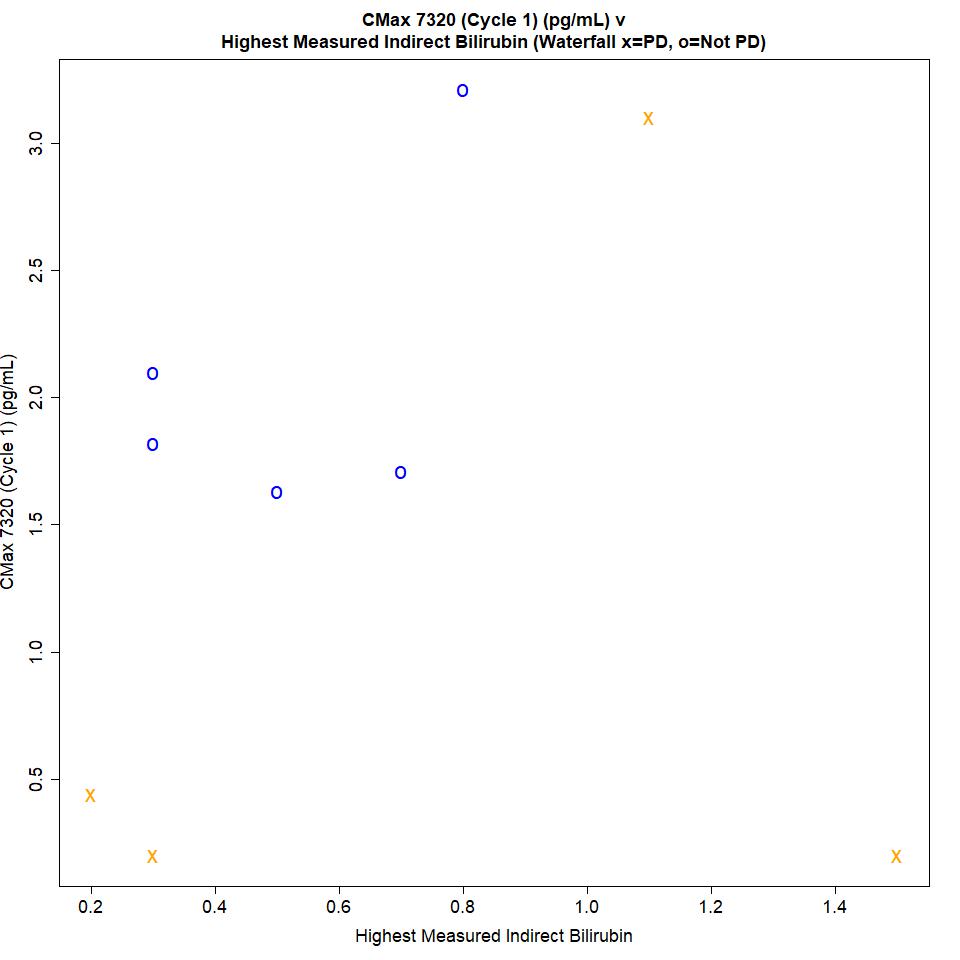 CMax 7320 (Cycle 1) (pg/mL) v
Highest Measured Indirect Bilirubin (Waterfall x=PD, o=Not PD)
CMax 7320 (Cycle 1) (pg/mL)
3.0
2.5
2.0
1.5
1.0
0.5
O
X
O
O
O
O
X
X
X
0.2 0.4 0.6 0.8 1.0 1.2 1.4
Highest Measured Indirect Bilirubin